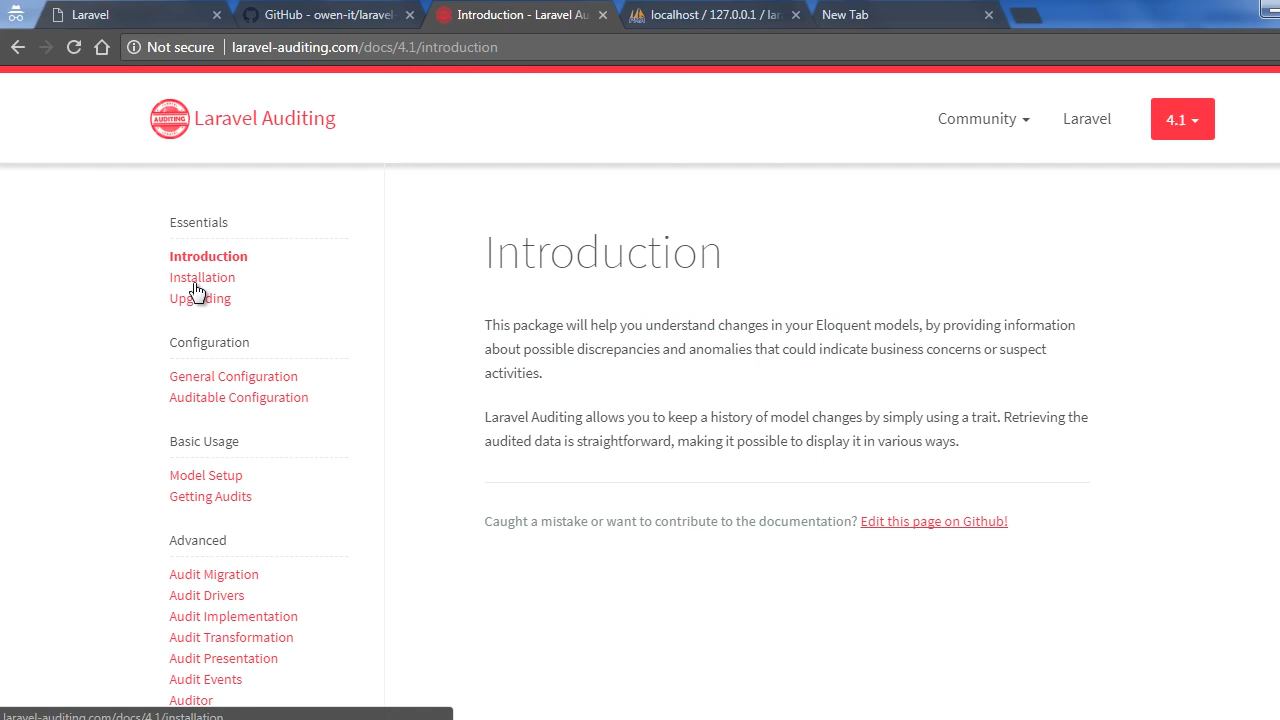 Laravel
GitHub - owen-it/laravel-
Introduction - Laravel Au
localhost / 127.0.0.1 / lar
New Tab
Not secure
laravel-auditing.com/docs/4.1/introduction
AUDITING
Laravel Auditing
Community
Laravel
4.1
Essentials
Introduction
Installation
Upgrading
Configuration
General Configuration
Auditable Configuration
Basic Usage
Model Setup
Getting Audits
Advanced
Audit Migration
Audit Drivers
Audit Implementation
Audit Transformation
Audit Presentation
Audit Events
Auditor
Introduction
This package will help you understand changes in your Eloquent models, by providing information
about possible discrepancies and anomalies that could indicate business concerns or suspect
activities.
Laravel Auditing allows you to keep a history of model changes by simply using a trait. Retrieving the
audited data is straightforward, making it possible to display it in various ways.
Caught a mistake or want to contribute to the documentation? Edit this page on Github!
laravel-auditing.com/docs/4.1/installation